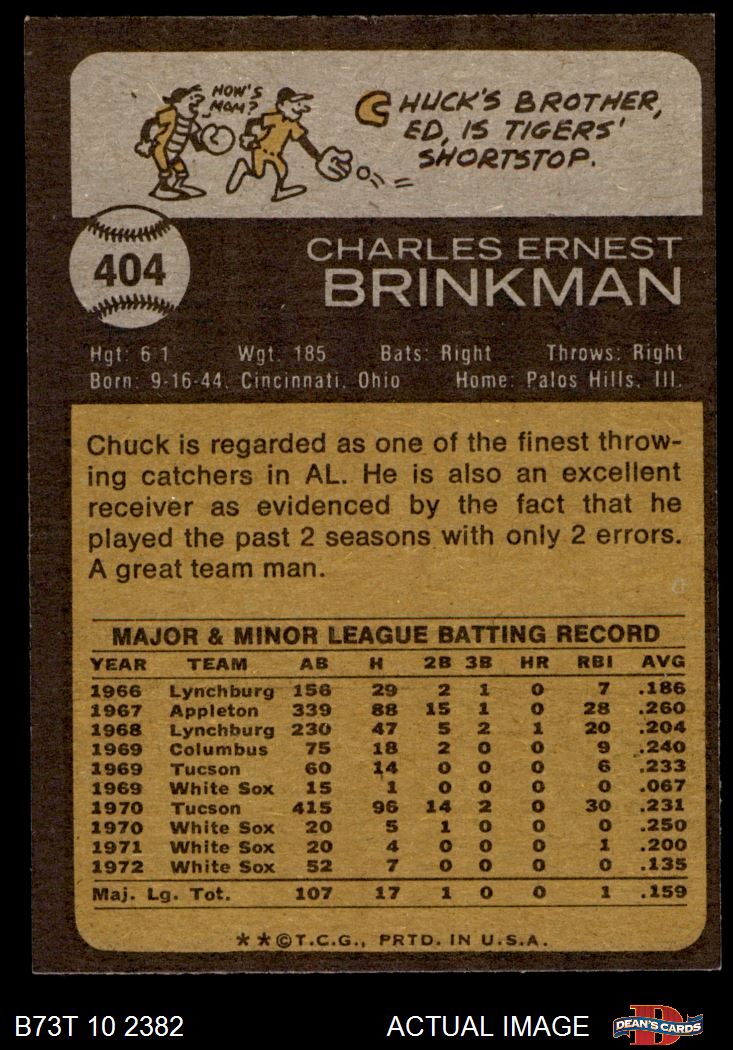 HOW'S
MOM?
CHUCK'S BROTHER,
ED, IS TIGERS'
SHORTSTOP.
404
CHARLES ERNEST
BRINKMAN
Hgt: 6 1 Wgt. 185 Bats: Right Throws: Right
Born: 9-16-44, Cincinnati, Ohio Home: Palos Hills, Ill.
Chuck is regarded as one of the finest throw-
ing catchers in AL. He is also an excellent
receiver as evidenced by the fact that he
played the past 2 seasons with only 2 errors.
A great team man.
MAJOR & MINOR LEAGUE BATTING RECORD
YEAR TEAM AB H 2B 3B HR RBI AVG
1966 Lynchburg 156 29 2 1 0 7 .186
1967 Appleton 339 88 15 1 0 28 .260
1968 Lynchburg 230 47 5 2 1 20 .204
1969 Columbus 75 18 2 0 0 9 .240
1969 Tucson 60 14 0 0 0 6 .233
1969 White Sox 15 1 0 0 0 0 .067
1970 Tucson 415 96 14 2 0 30 .231
1970 White Sox 20 5 1 0 0 0 .250
1971 White Sox 20 4 0 0 0 1 .200
1972 White Sox 52 7 0 0 0 0 .135
Maj. Lg. Tot. 107 17 1 0 0 1 .159
**©T.C.G., PRTD. IN U.S.A.
B73T 10 2382 ACTUAL IMAGE DEAN'S CARDS